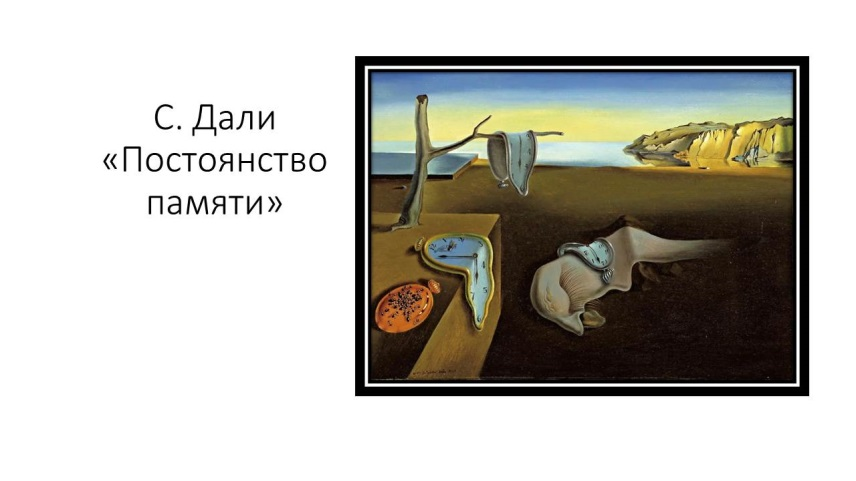 С. Дали
«Постоянство
памяти»